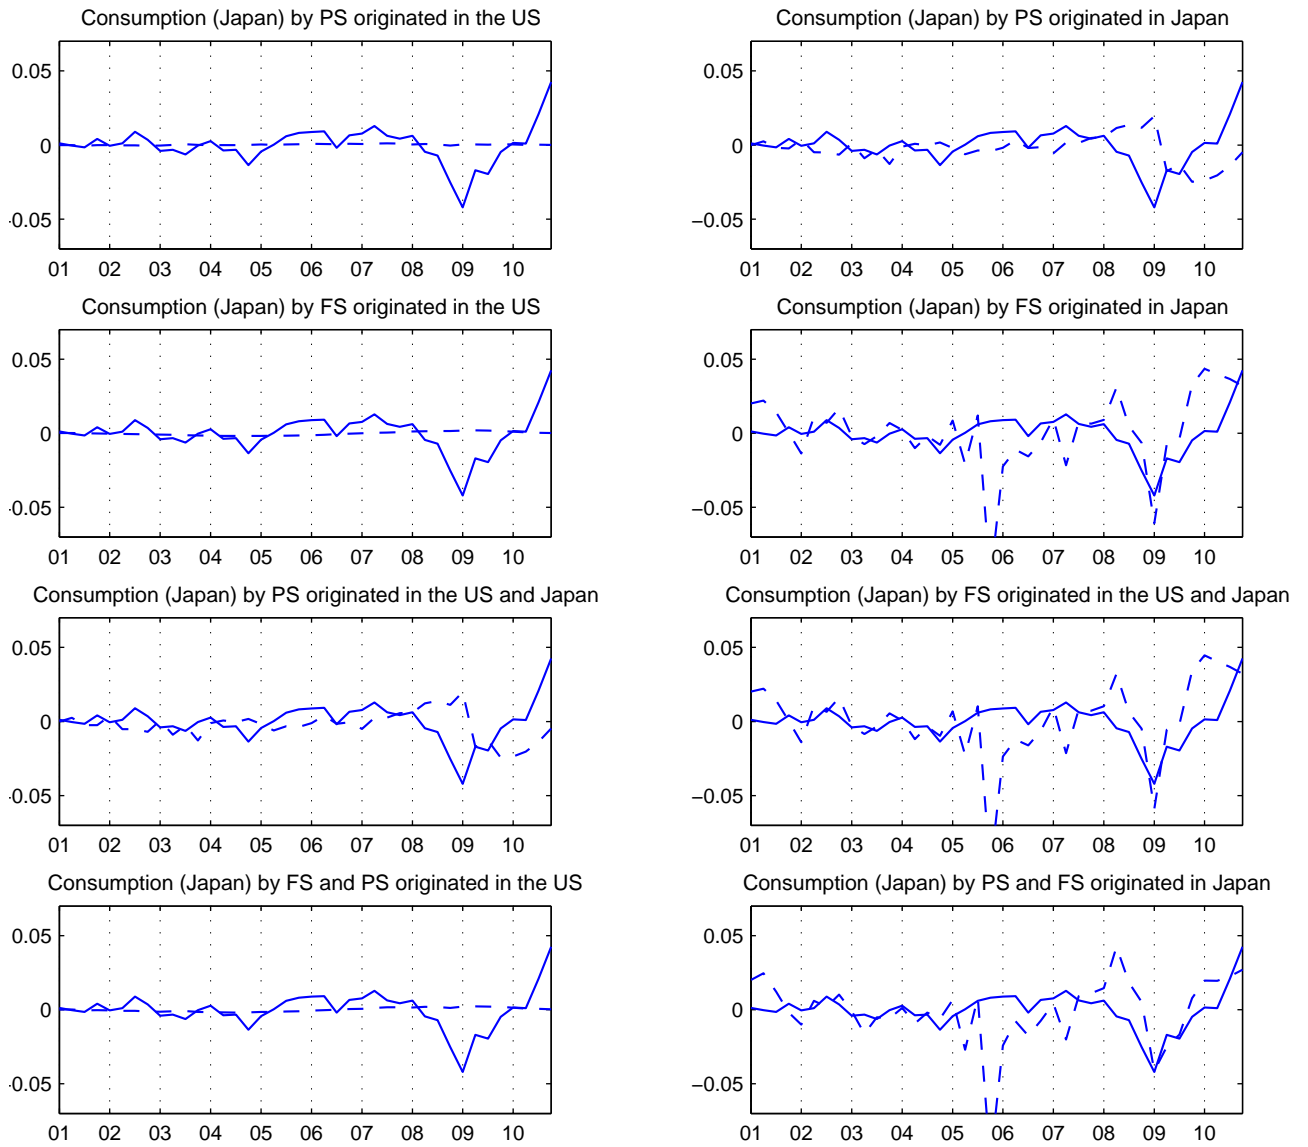 Consumption (Japan) by PS originated in the US
0.05
0
-0.05
01 02 03 04 05 06 07 08 09 10
Consumption (Japan) by PS originated in Japan
0.05
0
−0.05
01 02 03 04 05 06 07 08 09 10
Consumption (Japan) by FS originated in the US
0.05
0
-0.05
01 02 03 04 05 06 07 08 09 10
Consumption (Japan) by FS originated in Japan
0.05
0
−0.05
01 02 03 04 05 06 07 08 09 10
Consumption (Japan) by PS originated in the US and Japan
0.05
0
-0.05
01 02 03 04 05 06 07 08 09 10
Consumption (Japan) by FS originated in the US and Japan
0.05
0
−0.05
01 02 03 04 05 06 07 08 09 10
Consumption (Japan) by FS and PS originated in the US
0.05
0
-0.05
01 02 03 04 05 06 07 08 09 10
Consumption (Japan) by PS and FS originated in Japan
0.05
0
−0.05
01 02 03 04 05 06 07 08 09 10